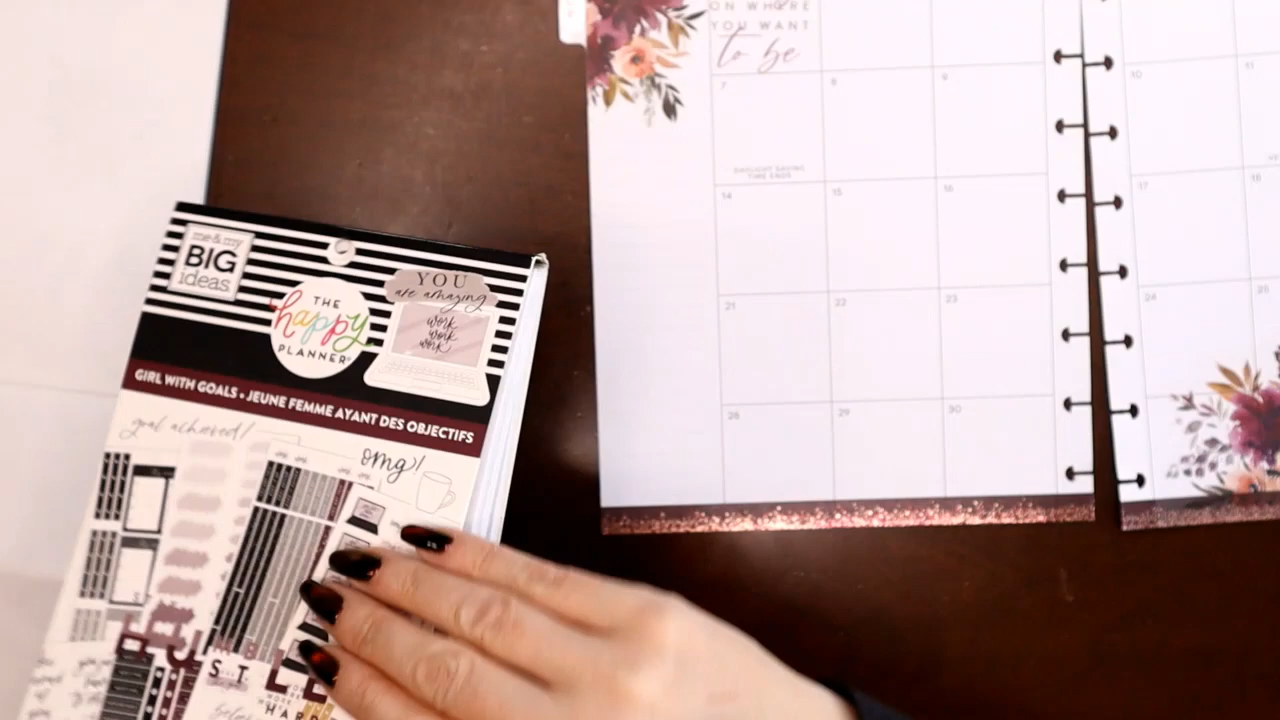 me & my
BIG
ideas.
THE
happy
PLANNER®
YOU
are amazing
work
work
work
GIRL WITH GOALS • JEUNE FEMME AYANT DES OBJECTIFS
goal achieved!
omg!
S.T.
HARD
ON WHERE
YOU WANT
to be
7
8
9
DAYLIGHT SAVING
TIME ENDS
14
15
16
21
22
23
28
29
30
10
11
17
18
24
25